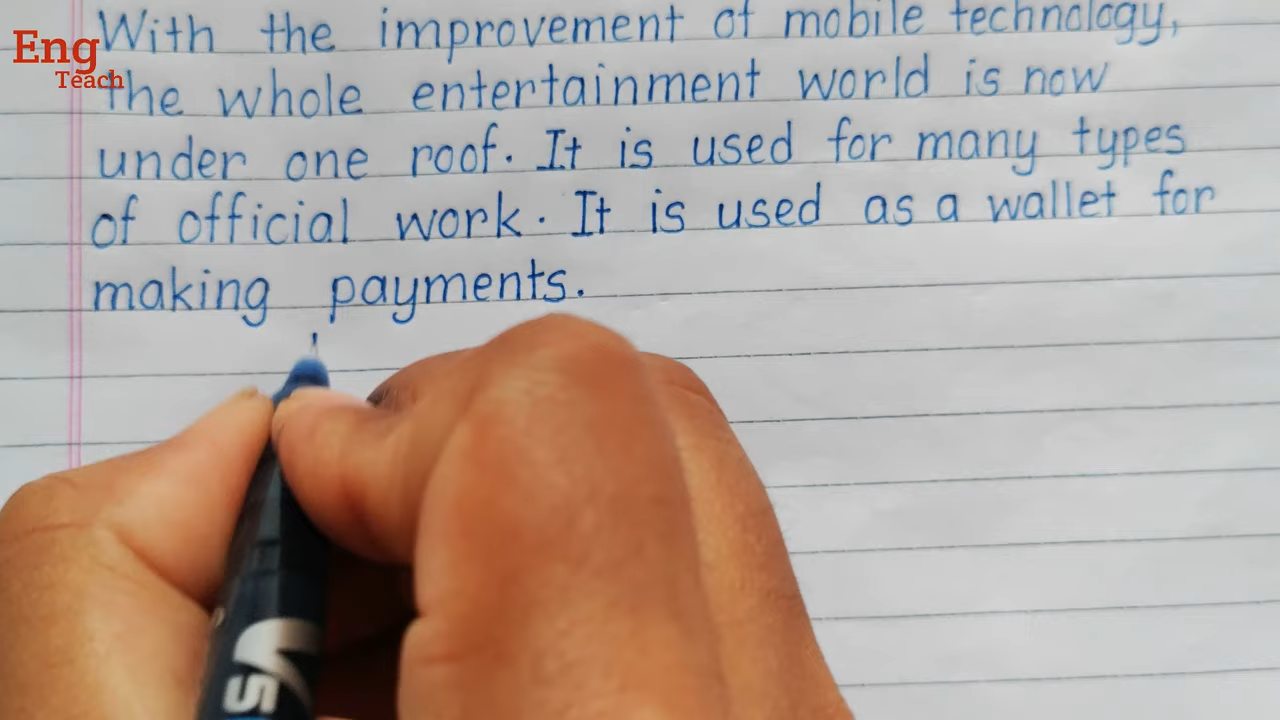 Eng
Teach
With the improvement of mobile technology,
the whole entertainment world is now
under one roof. It is used for many types
of official work. It is used as a wallet for
making payments.
V5